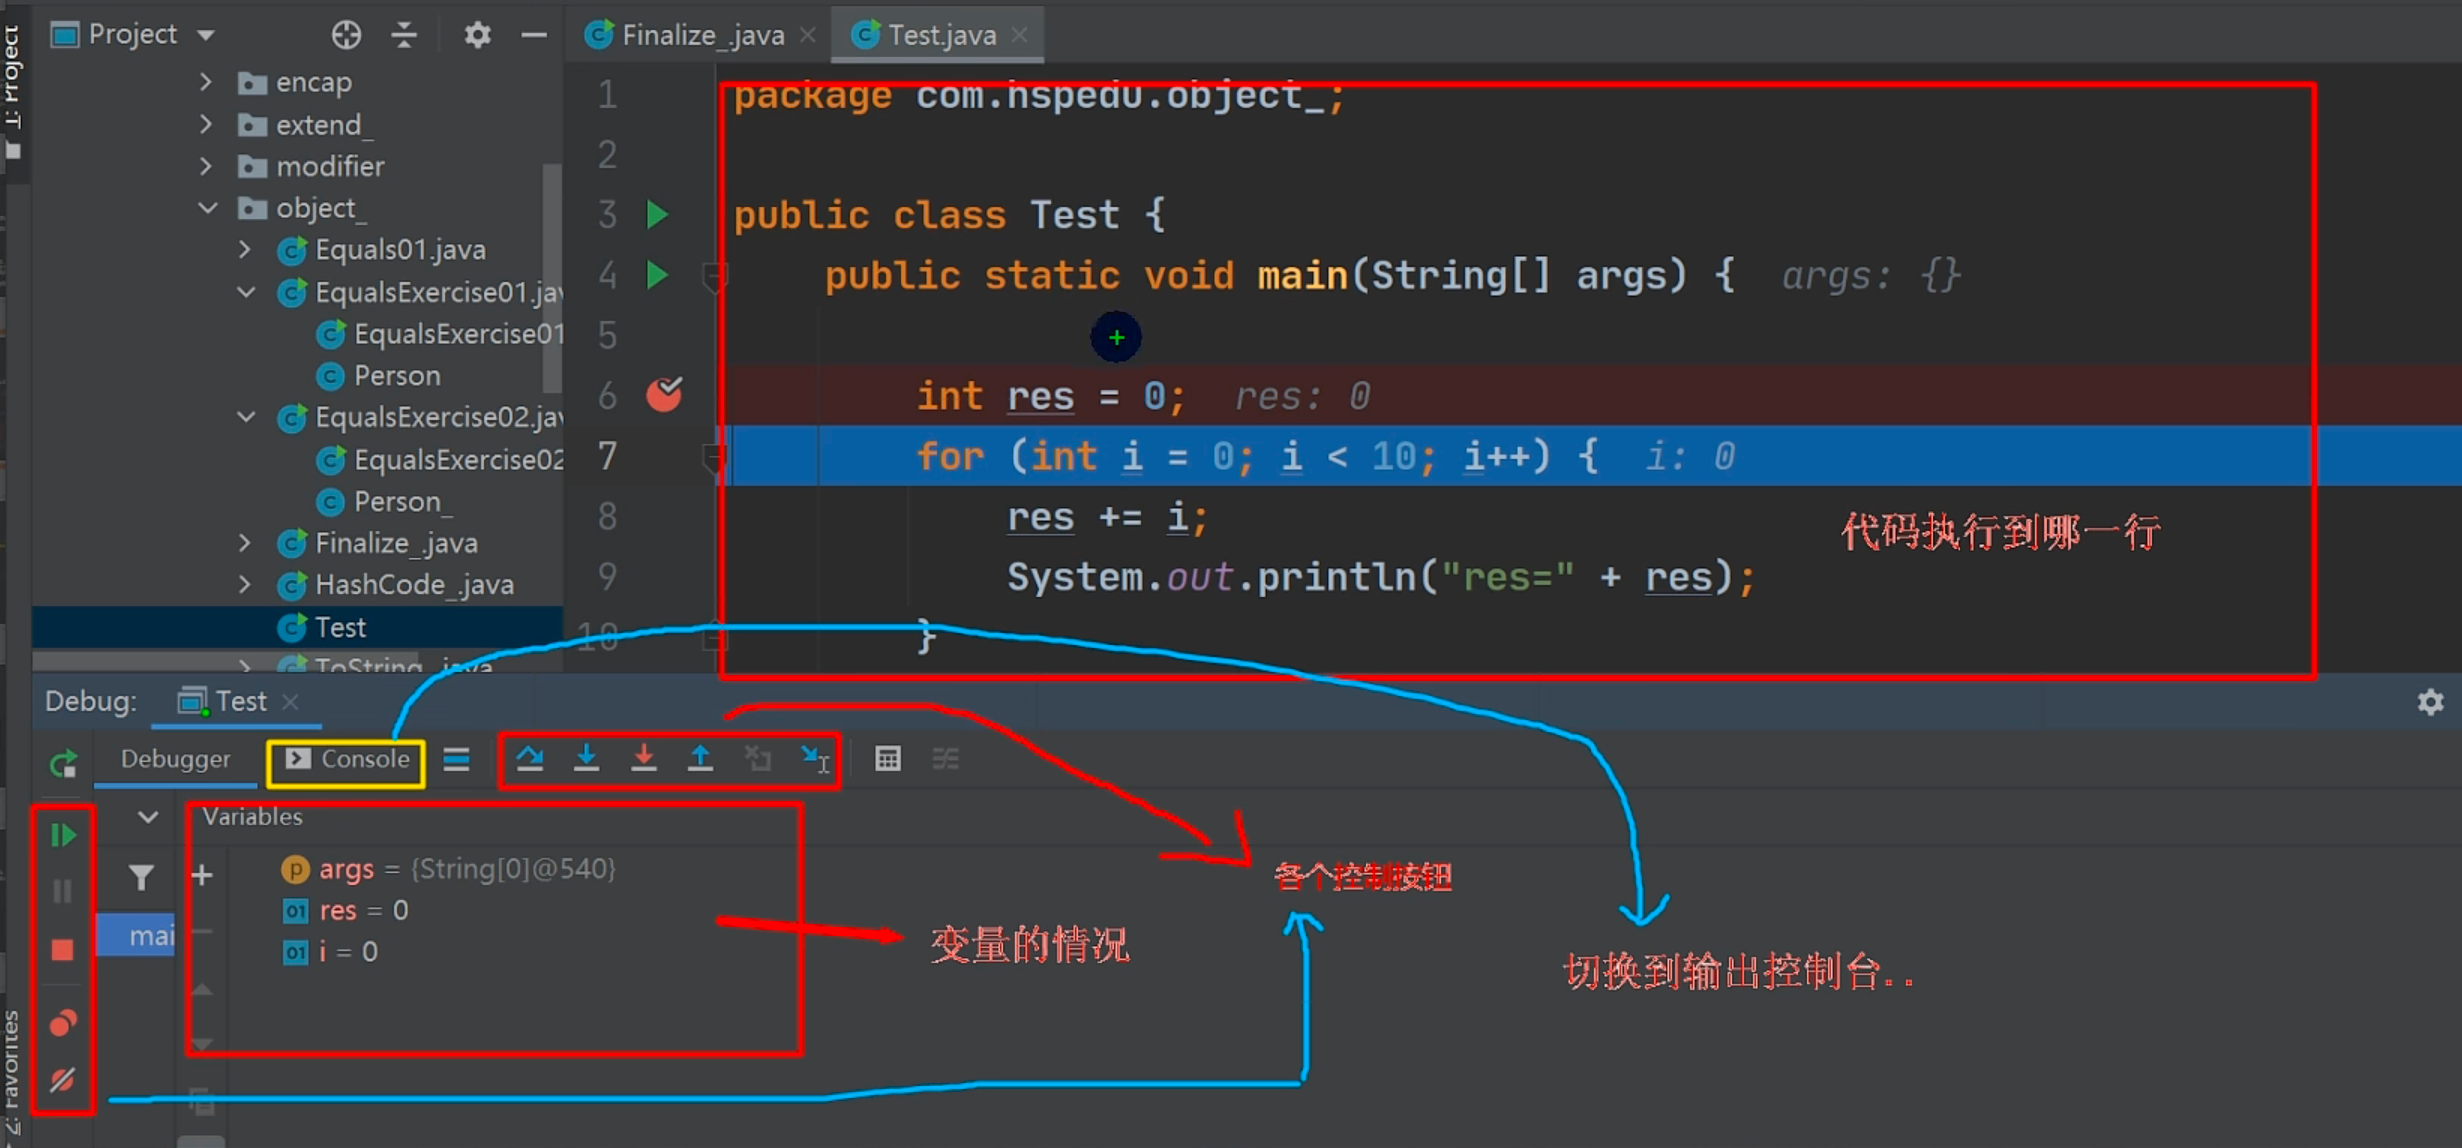 1: Project
Project
encap
extend_
modifier
object_
Equals01.java
EqualsExercise01.jav
EqualsExercise01
Person
EqualsExercise02.jav
EqualsExercise02
Person_
Finalize_.java
HashCode_.java
Test
ToString_.java
Finalize_.java
Test.java
1 package com.hspedu.object_;
2
3 public class Test {
4 public static void main(String[] args) { args: {}
5
6 int res = 0; res: 0
7 for (int i = 0; i < 10; i++) { i: 0
8 res += i;
代码执行到哪一行
9 System.out.println("res=" + res);
10 }
Debug: Test
Debugger
Console
Variables
args = {String[0]@540}
res = 0
i = 0
mai
各个控制按钮
变量的情况
切换到输出控制台..
2: Favorites